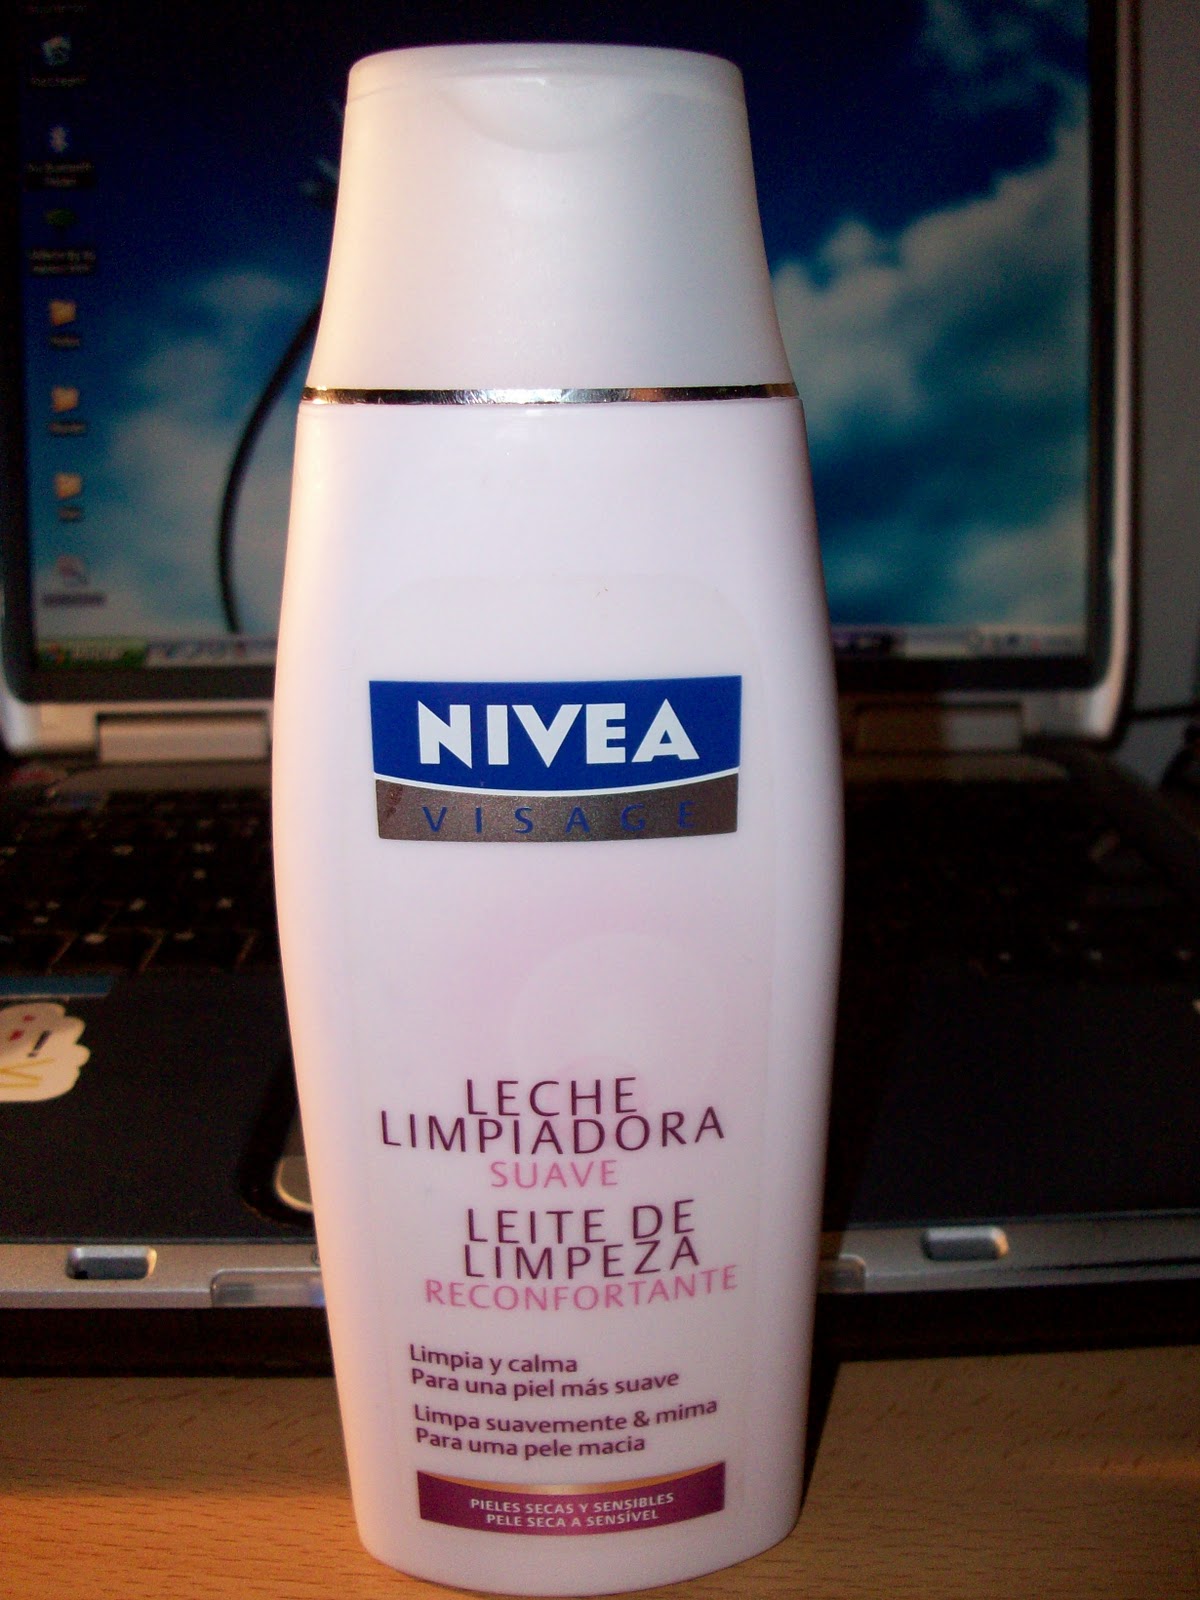 NIVEA
VISAGE
LECHE
LIMPIADORA
SUAVE
LEITE DE
LIMPEZA
RECONFORTANTE
Limpia y calma
Para una piel más suave
Limpa suavemente & mima
Para uma pele macia
PIELES SECAS Y SENSIBLES
PELE SECA A SENSÍVEL